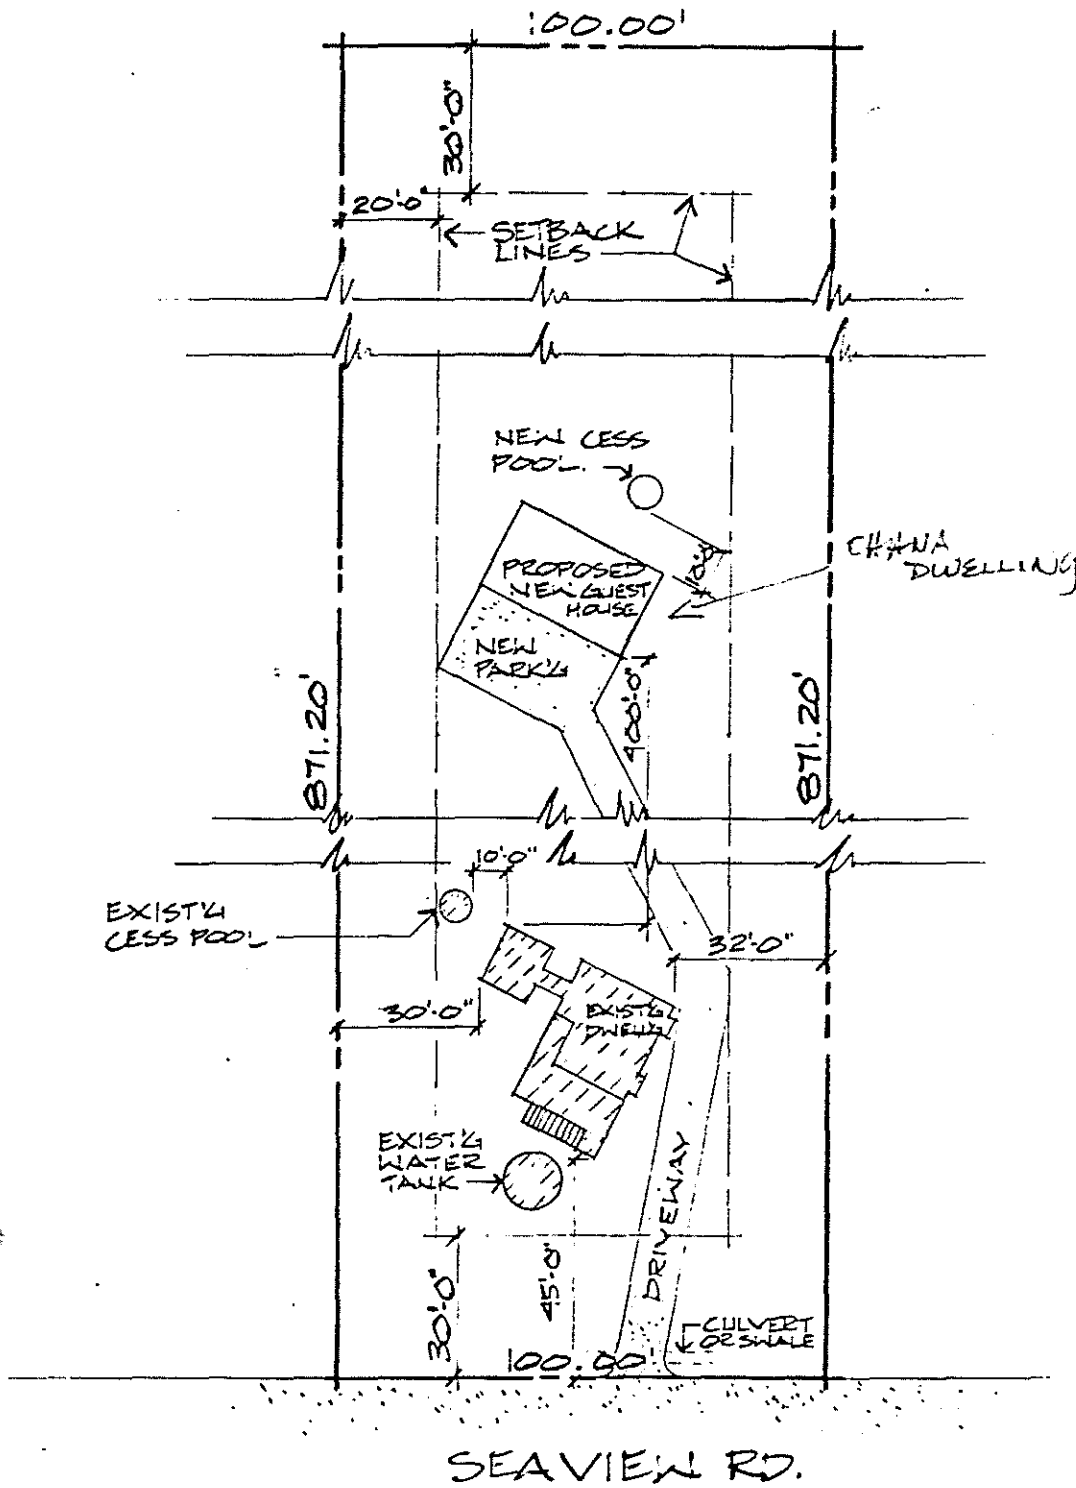 100.00'
30'-0"
20'-0"
SETBACK
LINES
NEW CESS
POOL
CHANA
DWELLING
10'-0"
PROPOSED
NEW GUEST
HOUSE
NEW
PARK'G
400'-0"
871.20'
871.20'
10'-0"
EXIST'G
CESS POOL
32'-0"
30'-0"
EXIST'G
DWELL'G
EXIST'G
WATER
TANK
DRIVEWAY
30'-0"
45'-0"
CULVERT
OR SWALE
100.00'
SEAVIEW RD.